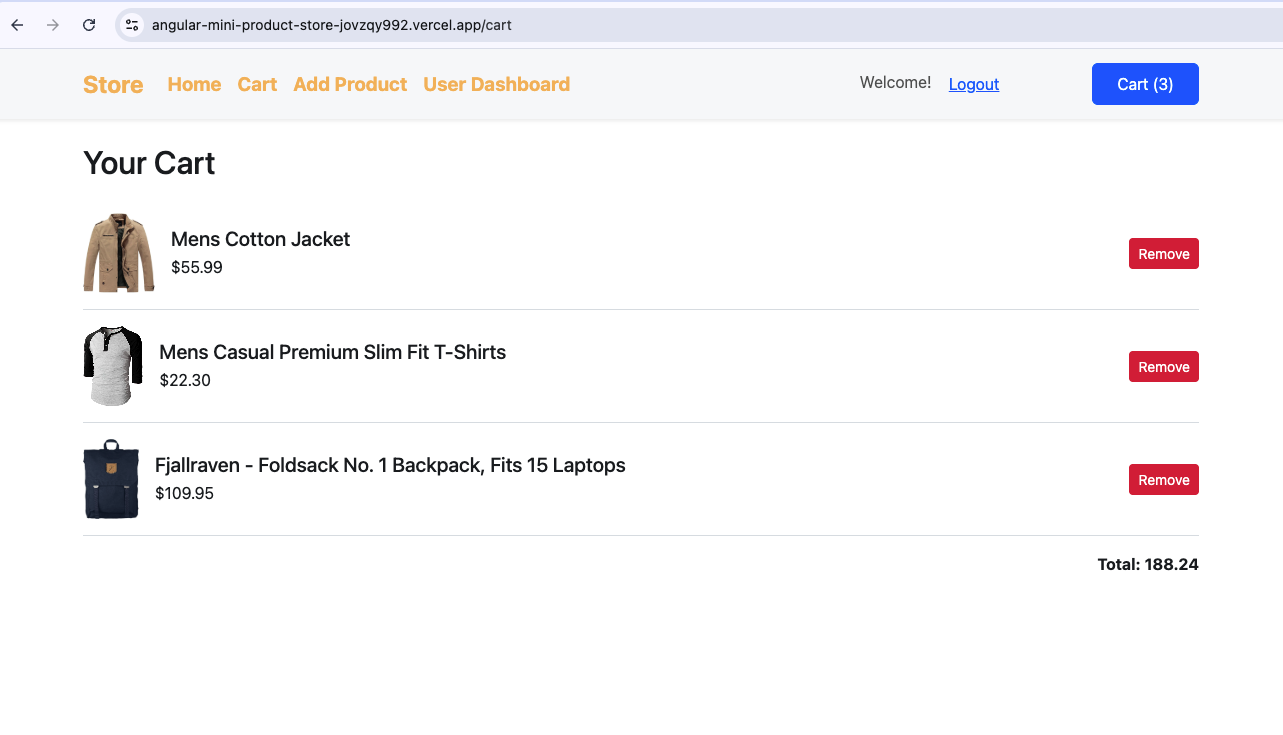 angular-mini-product-store-jovzqy992.vercel.app/cart
Store Home Cart Add Product User Dashboard Welcome! Logout Cart (3)
Your Cart
Mens Cotton Jacket
$55.99
Remove
Mens Casual Premium Slim Fit T-Shirts
$22.30
Remove
Fjallraven - Foldsack No. 1 Backpack, Fits 15 Laptops
$109.95
Remove
Total: 188.24